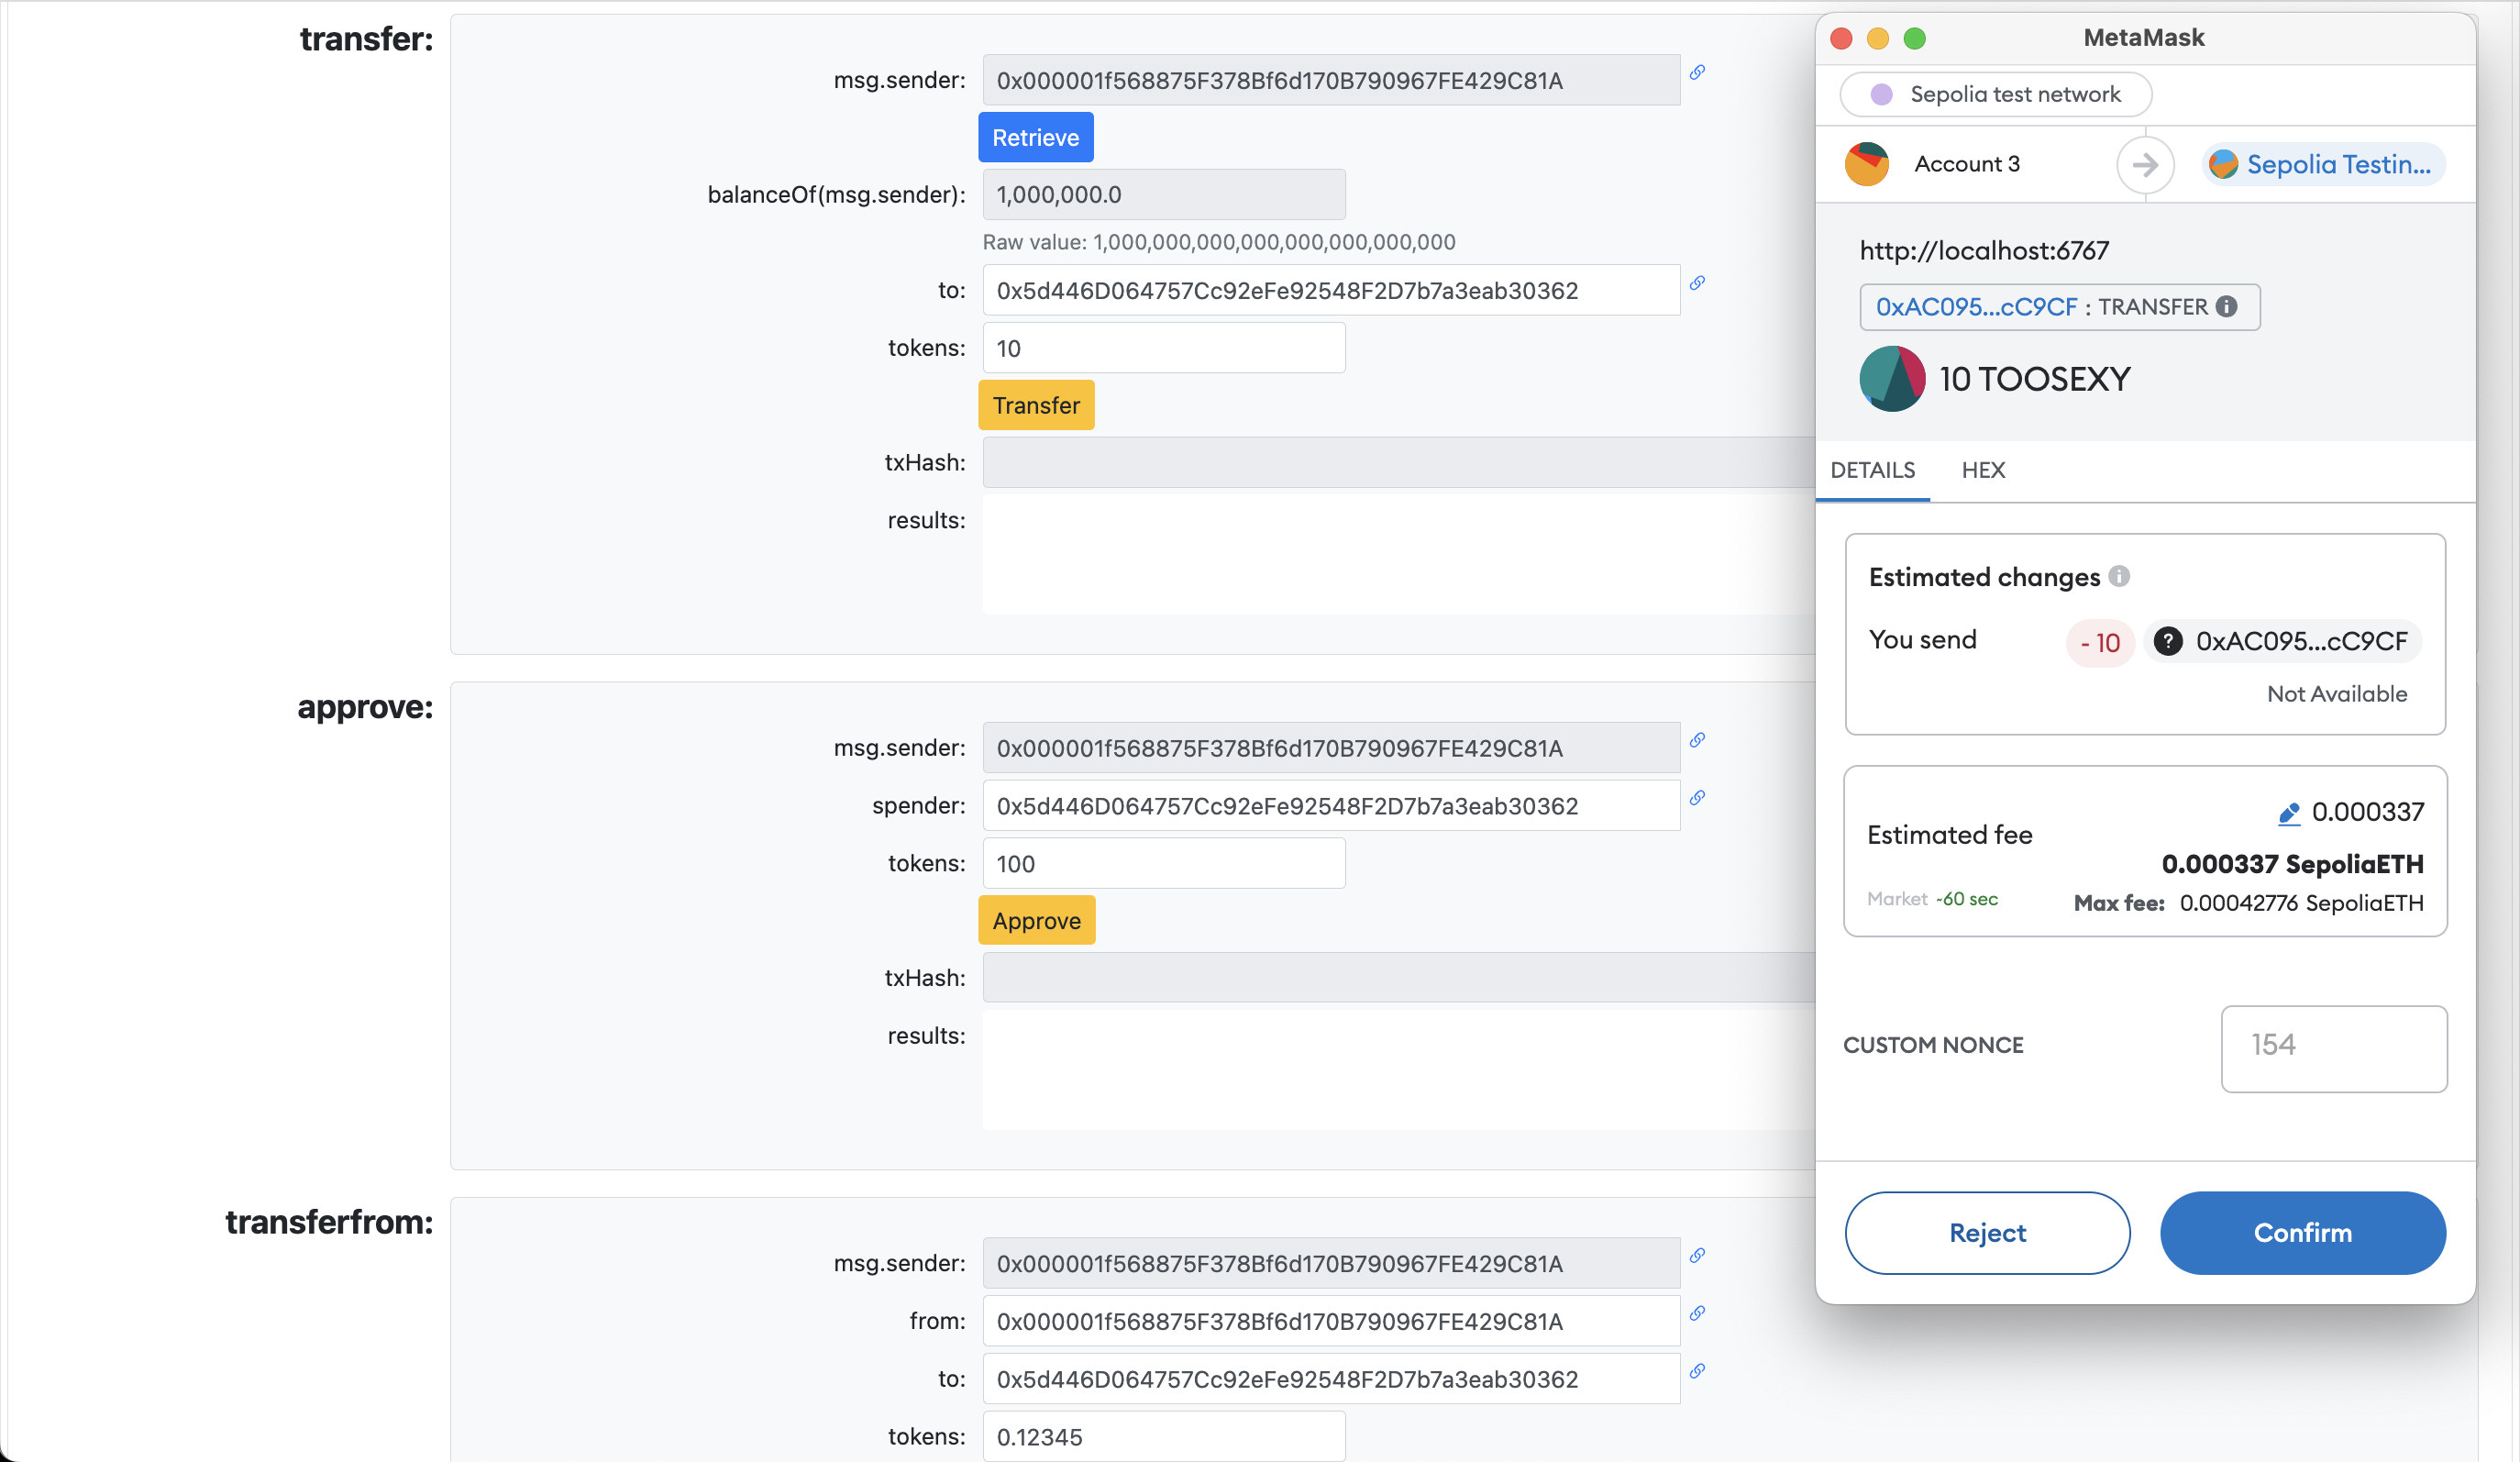 transfer:
msg.sender: 0x000001f568875F378Bf6d170B790967FE429C81A
Retrieve
balanceOf(msg.sender): 1,000,000.0
Raw value: 1,000,000,000,000,000,000,000,000
to: 0x5d446D064757Cc92eFe92548F2D7b7a3eab30362
tokens: 10
Transfer
txHash:
results:
approve:
msg.sender: 0x000001f568875F378Bf6d170B790967FE429C81A
spender: 0x5d446D064757Cc92eFe92548F2D7b7a3eab30362
tokens: 100
Approve
txHash:
results:
transferfrom:
msg.sender: 0x000001f568875F378Bf6d170B790967FE429C81A
from: 0x000001f568875F378Bf6d170B790967FE429C81A
to: 0x5d446D064757Cc92eFe92548F2D7b7a3eab30362
tokens: 0.12345
MetaMask
Sepolia test network
Account 3 Sepolia Testin...
http://localhost:6767
0xAC095...cC9CF : TRANSFER
10 TOOSEXY
DETAILS HEX
Estimated changes
You send - 10 0xAC095...cC9CF
Not Available
0.000337
Estimated fee
0.000337 SepoliaETH
Market ~60 sec Max fee: 0.00042776 SepoliaETH
CUSTOM NONCE 154
Reject Confirm